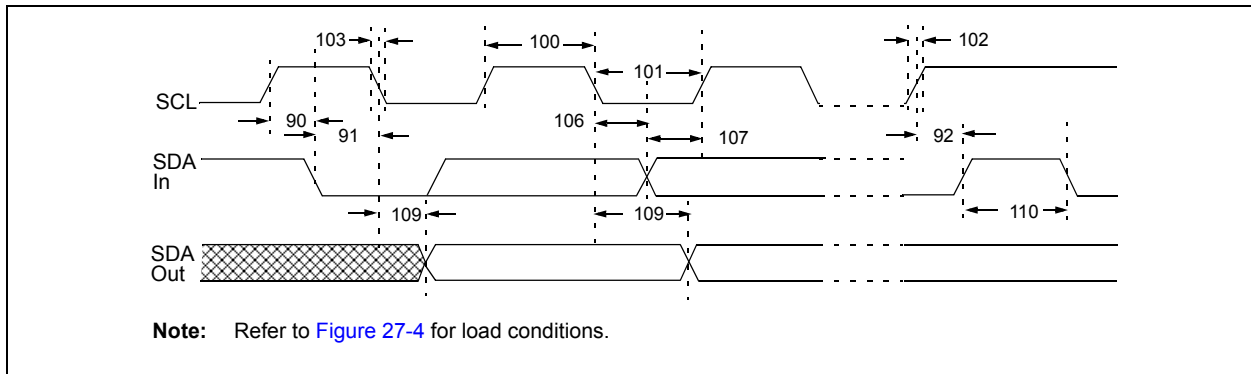 103
100
102
101
SCL
90
91
106
107
92
SDA
In
109
109
110
SDA
Out
Note: Refer to Figure 27-4 for load conditions.